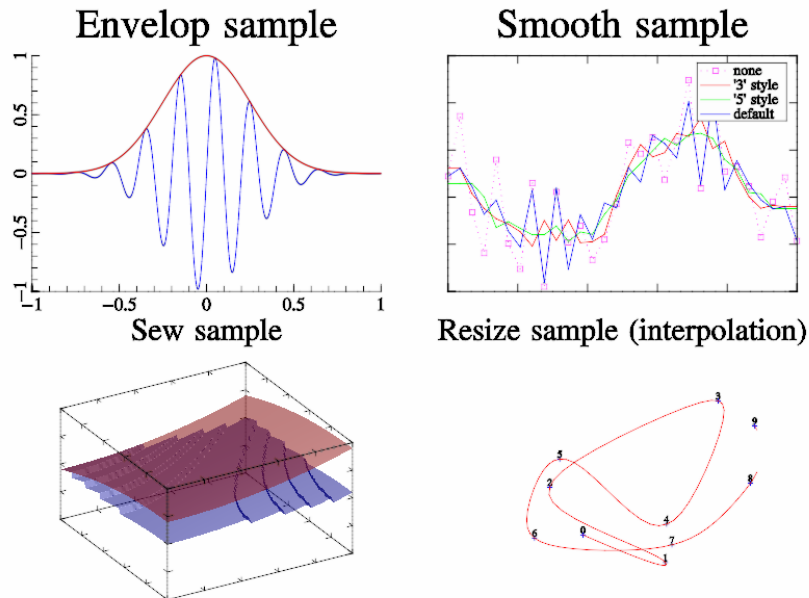 Envelop sample
1
0.5
0
−0.5
−1
−1
−0.5
0
0.5
1
Smooth sample
none
'3' style
'5' style
default
Sew sample
Resize sample (interpolation)
3
9
5
2
8
4
6
0
7
1